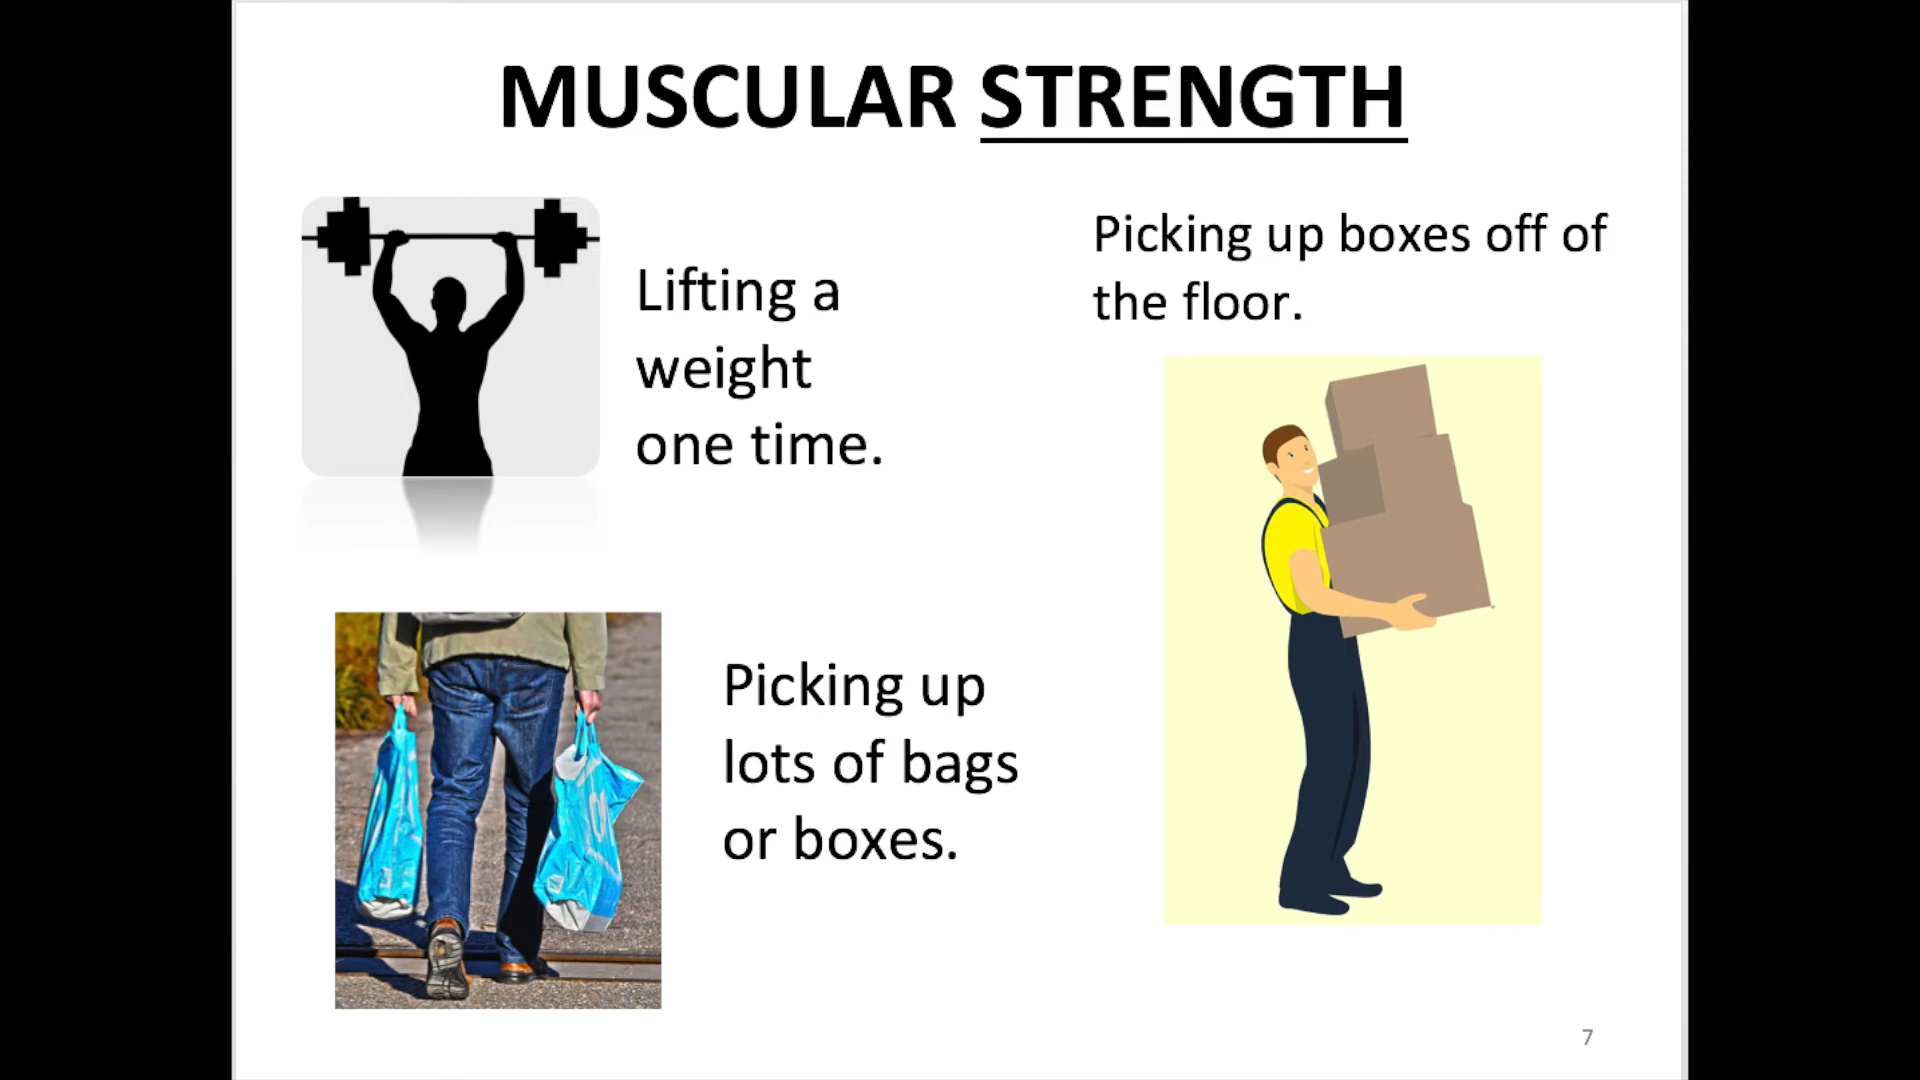 MUSCULAR STRENGTH
Lifting a
weight
one time.
Picking up boxes off of
the floor.
Picking up
lots of bags
or boxes.
7